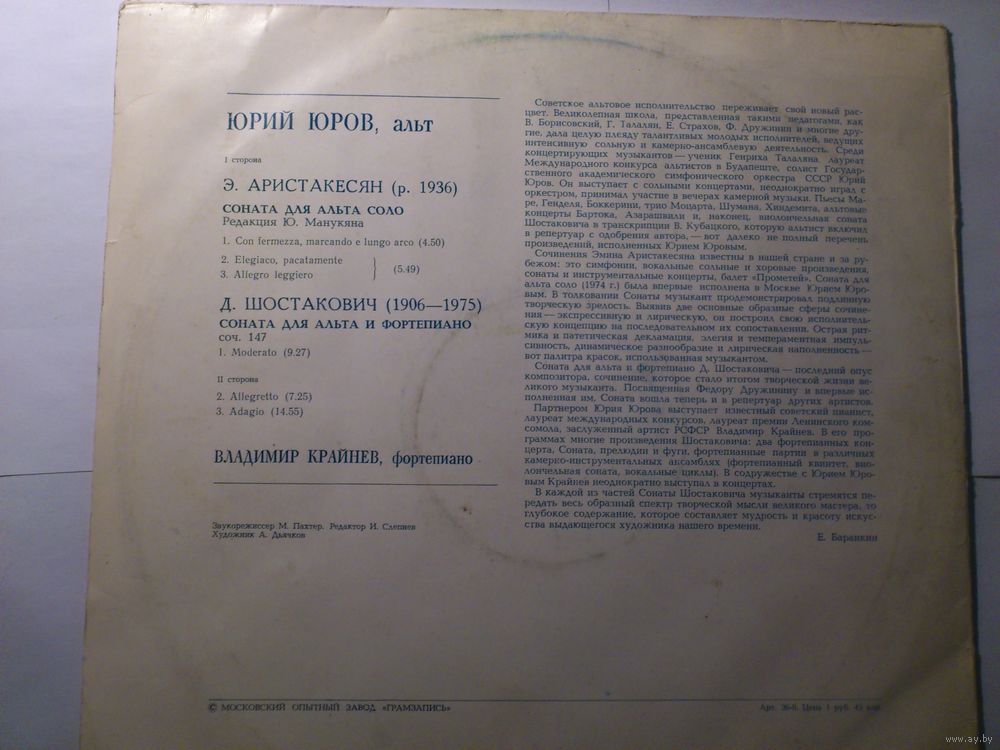 ЮРИЙ ЮРОВ, альт
I сторона
Э. АРИСТАКЕСЯН (р. 1936)
СОНАТА ДЛЯ АЛЬТА СОЛО
Редакция Ю. Манукяна
1. Con fermezza, marcando e lungo arco (4.50)
2. Elegiaco, pacatamente
3. Allegro leggiero
(5.49)
Д. ШОСТАКОВИЧ (1906—1975)
СОНАТА ДЛЯ АЛЬТА И ФОРТЕПИАНО
соч. 147
1. Moderato (9.27)
II сторона
2. Allegretto (7.25)
3. Adagio (14.55)
ВЛАДИМИР КРАЙНЕВ, фортепиано
Звукорежиссер М. Пахтер. Редактор И. Слепнев
Художник А. Дьячков
Советское альтовое исполнительство переживает свой новый рас-
цвет. Великолепная школа, представленная такими педагогами, как
В. Борисовский, Г. Талалян, Е. Страхов, Ф. Дружинин и многие дру-
гие, дала целую плеяду талантливых молодых исполнителей, ведущих
интенсивную сольную и камерно-ансамблевую деятельность. Среди
концертирующих музыкантов — ученик Генриха Талаляна, лауреат
Международного конкурса альтистов в Будапеште, солист Государ-
ственного академического симфонического оркестра СССР Юрий
Юров. Он выступает с сольными концертами, неоднократно играл с
оркестром, принимал участие в вечерах камерной музыки. Пьесы Ма-
ре, Генделя, Боккерини, трио Моцарта, Шумана, Хиндемита, альтовые
концерты Бартока, Азарашвили и, наконец, виолончельная соната
Шостаковича в транскрипции В. Кубацкого, которую альтист включил
в репертуар с одобрения автора, — вот далеко не полный перечень
произведений, исполненных Юрием Юровым.
Сочинения Эмина Аристакесяна известны в нашей стране и за ру-
бежом: это симфонии, вокальные сольные и хоровые произведения,
сонаты и инструментальные концерты, балет «Прометей». Соната для
альта соло (1974 г.) была впервые исполнена в Москве Юрием Юро-
вым. В толковании Сонаты музыкант продемонстрировал подлинную
творческую зрелость. Выявив две основные образные сферы сочине-
ния — экспрессивную и лирическую, он построил свою исполнитель-
скую концепцию на последовательном их сопоставлении. Острая рит-
мика и патетическая декламация, элегия и темпераментная импуль-
сивность, динамическое разнообразие и лирическая наполненность —
вот палитра красок, использованная музыкантом.
Соната для альта и фортепиано Д. Шостаковича — последний опус
композитора, сочинение, которое стало итогом творческой жизни ве-
ликого музыканта. Посвященная Федору Дружинину и впервые ис-
полненная им, Соната вошла теперь и в репертуар других артистов.
Партнером Юрия Юрова выступает известный советский пианист,
лауреат международных конкурсов, лауреат премии Ленинского ком-
сомола, заслуженный артист РСФСР Владимир Крайнев. В его про-
граммах многие произведения Шостаковича: два фортепианных кон-
церта, Соната, прелюдии и фуги, фортепианные партии в различных
камерно-инструментальных ансамблях (фортепианный квинтет, вио-
лончельная соната, вокальные циклы). В содружестве с Юрием Юро-
вым Крайнев неоднократно выступал в концертах.
В каждой из частей Сонаты Шостаковича музыканты стремятся пе-
редать весь образный спектр творческой мысли великого мастера, то
глубокое содержание, которое составляет мудрость и красоту искус-
ства выдающегося художника нашего времени.
Е. Баранкин
© МОСКОВСКИЙ ОПЫТНЫЙ ЗАВОД «ГРАМЗАПИСЬ»
Арт. 36-8. Цена 1 руб. 45 коп.
www.ay.by